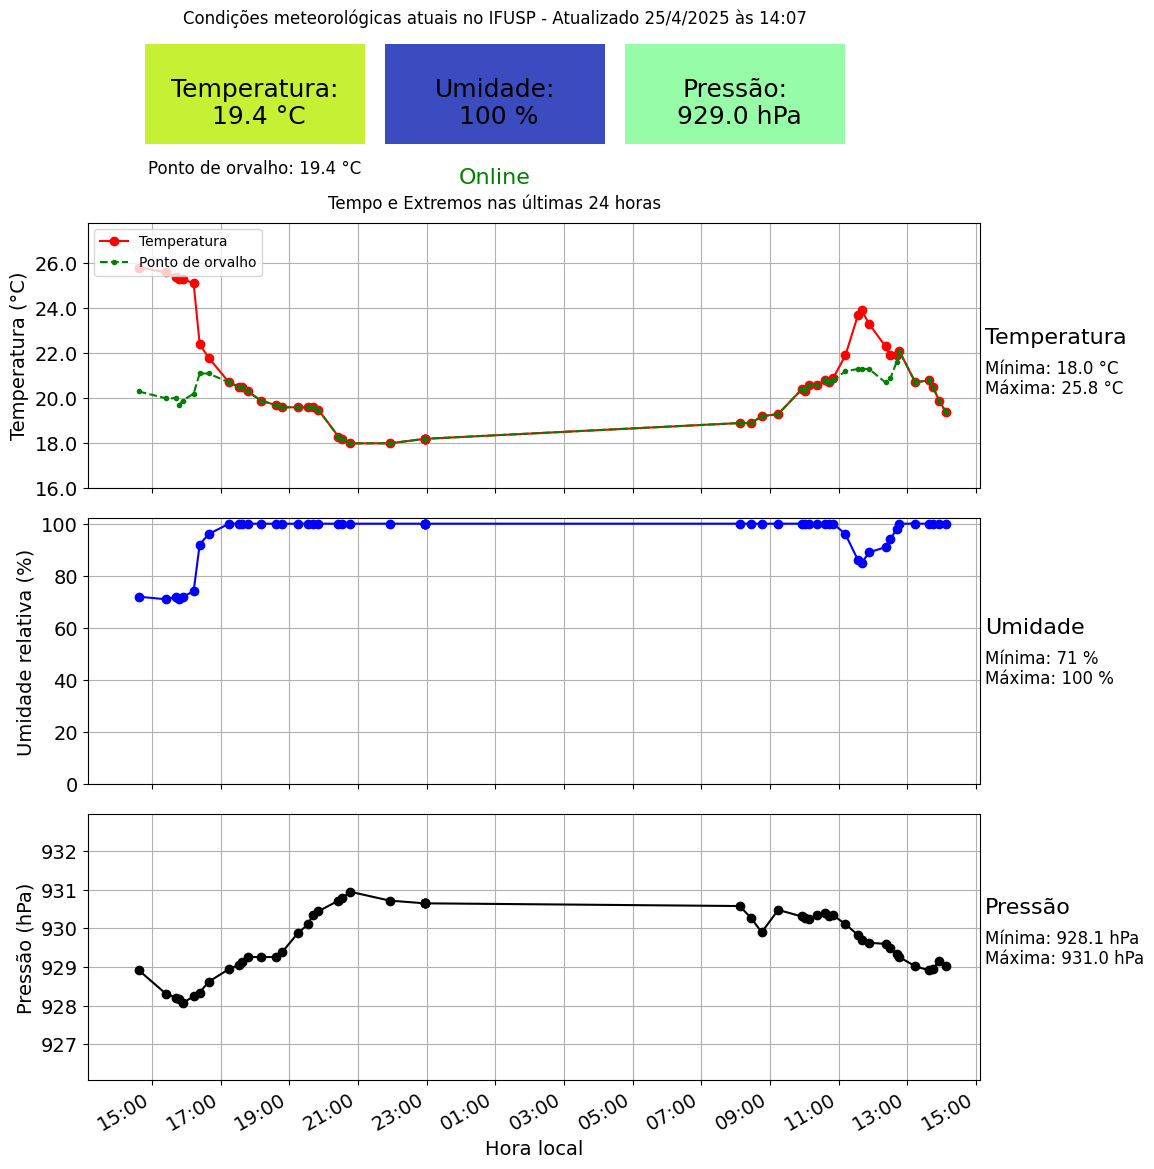 Condições meteorológicas atuais no IFUSP - Atualizado 25/4/2025 às 14:07
Temperatura:
19.4 °C
Umidade:
100 %
Pressão:
929.0 hPa
Ponto de orvalho: 19.4 °C
Online
Tempo e Extremos nas últimas 24 horas
Temperatura
Ponto de orvalho
Temperatura (°C)
26.0
24.0
22.0
20.0
18.0
16.0
Temperatura
Mínima: 18.0 °C
Máxima: 25.8 °C
Umidade relativa (%)
100
80
60
40
20
0
Umidade
Mínima: 71 %
Máxima: 100 %
Pressão (hPa)
932
931
930
929
928
927
Pressão
Mínima: 928.1 hPa
Máxima: 931.0 hPa
15:00
17:00
19:00
21:00
23:00
01:00
03:00
05:00
07:00
09:00
11:00
13:00
15:00
Hora local